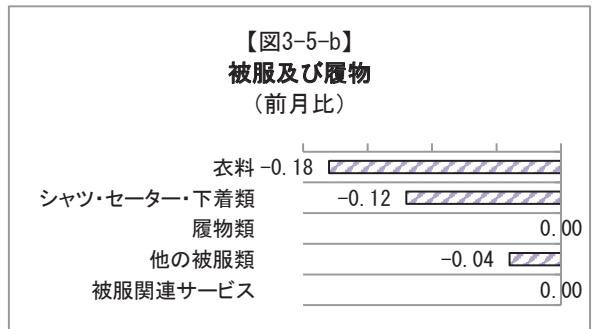 【図3-5-b】
被服及び履物
（前月比）
衣料 -0.18
シャツ・セーター・下着類 -0.12
履物類 0.00
他の被服類 -0.04
被服関連サービス 0.00